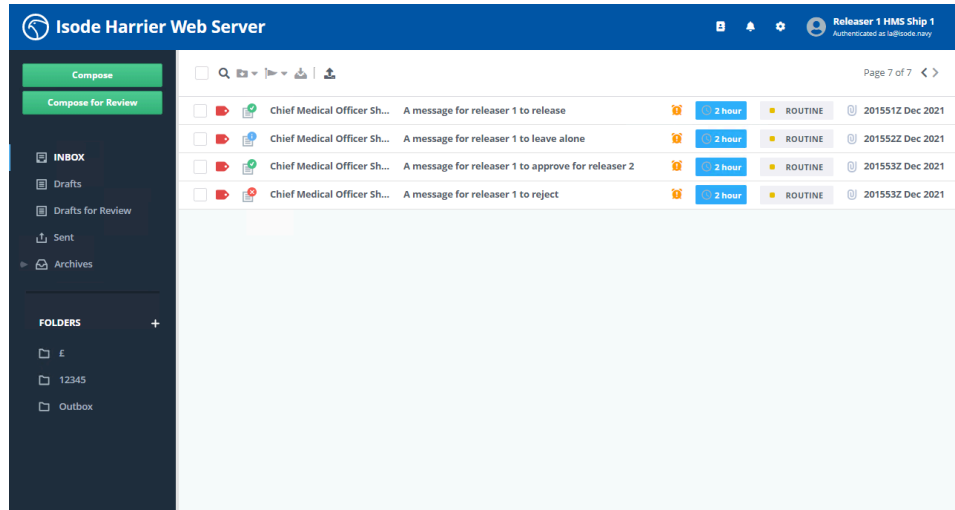 Isode Harrier Web Server
Releaser 1 HMS Ship 1
Authenticated as la@isode.navy
Compose
Compose for Review
INBOX
Drafts
Drafts for Review
Sent
Archives
FOLDERS +
£
12345
Outbox
Page 7 of 7 < >
Chief Medical Officer Sh... A message for releaser 1 to release 2 hour ROUTINE 201551Z Dec 2021
Chief Medical Officer Sh... A message for releaser 1 to leave alone 2 hour ROUTINE 201552Z Dec 2021
Chief Medical Officer Sh... A message for releaser 1 to approve for releaser 2 2 hour ROUTINE 201553Z Dec 2021
Chief Medical Officer Sh... A message for releaser 1 to reject 2 hour ROUTINE 201553Z Dec 2021